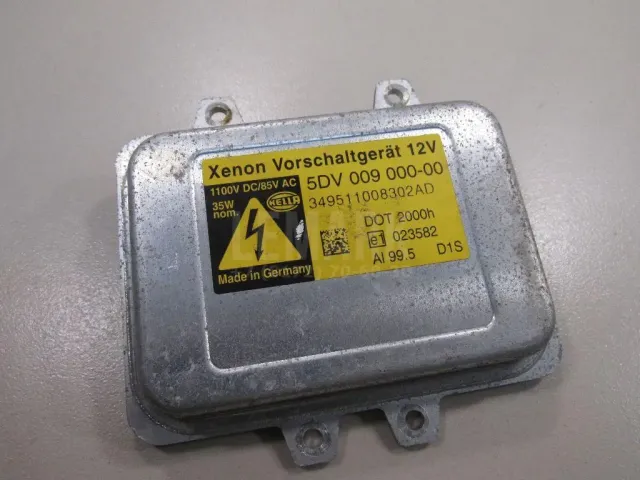 Xenon Vorschaltgerät 12V
1100V DC/85V AC
35W
nom.
HELLA
5DV 009 000-00
349511008302AD
DOT 2000h
e1 023582
Al 99.5 D1S
Made in Germany